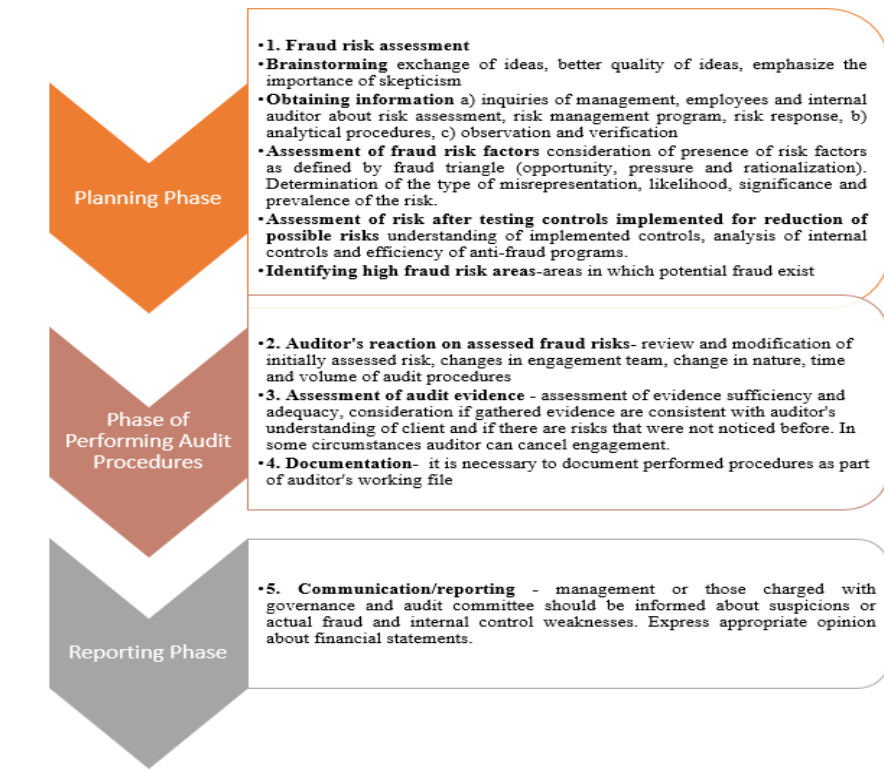 Planning Phase
•1. Fraud risk assessment
•Brainstorming exchange of ideas, better quality of ideas, emphasize the
importance of skepticism
•Obtaining information a) inquiries of management, employees and internal
auditor about risk assessment, risk management program, risk response, b)
analytical procedures, c) observation and verification
•Assessment of fraud risk factors consideration of presence of risk factors
as defined by fraud triangle (opportunity, pressure and rationalization).
Determination of the type of misrepresentation, likelihood, significance and
prevalence of the risk.
•Assessment of risk after testing controls implemented for reduction of
possible risks understanding of implemented controls, analysis of internal
controls and efficiency of anti-fraud programs.
•Identifying high fraud risk areas-areas in which potential fraud exist
Phase of
Performing Audit
Procedures
•2. Auditor's reaction on assessed fraud risks- review and modification of
initially assessed risk, changes in engagement team, change in nature, time
and volume of audit procedures
•3. Assessment of audit evidence - assessment of evidence sufficiency and
adequacy, consideration if gathered evidence are consistent with auditor's
understanding of client and if there are risks that were not noticed before. In
some circumstances auditor can cancel engagement.
•4. Documentation- it is necessary to document performed procedures as part
of auditor's working file
Reporting Phase
•5. Communication/reporting - management or those charged with
governance and audit committee should be informed about suspicions or
actual fraud and internal control weaknesses. Express appropriate opinion
about financial statements.